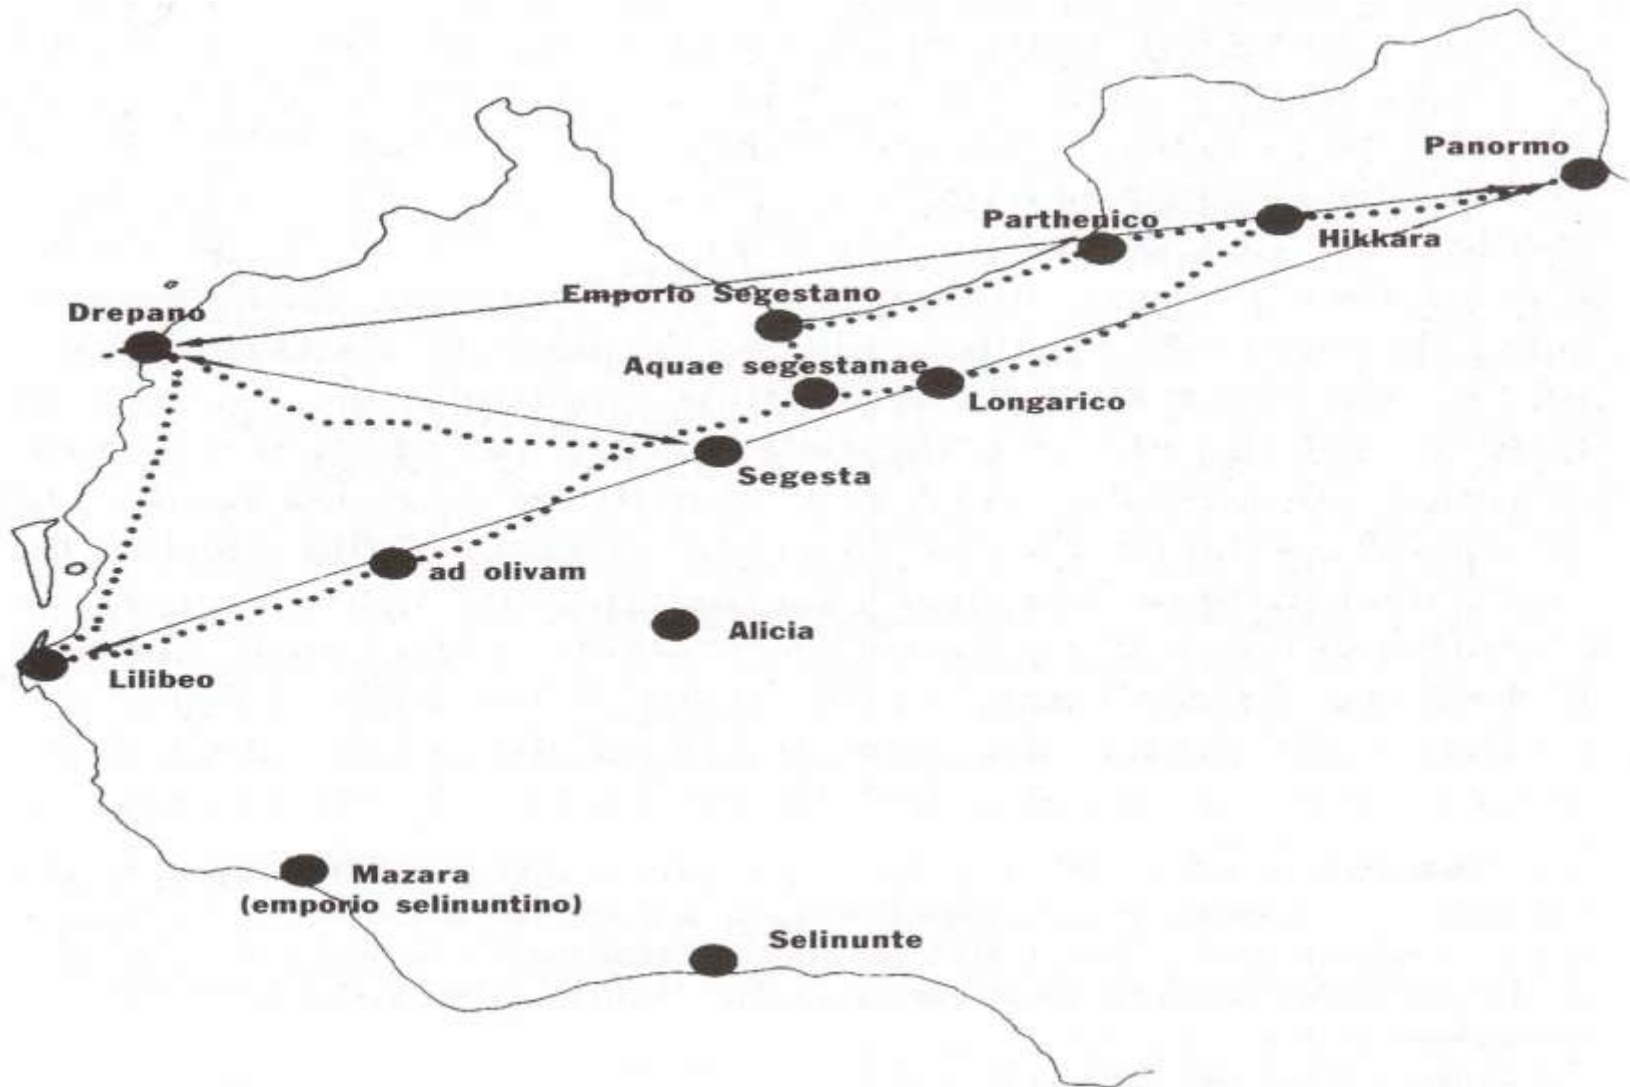 Panormo
Parthenico
Hikkara
Emporio Segestano
Drepano
Aquae segestanae
Longarico
Segesta
ad olivam
Alicia
Lilibeo
Mazara
(emporio selinuntino)
Selinunte